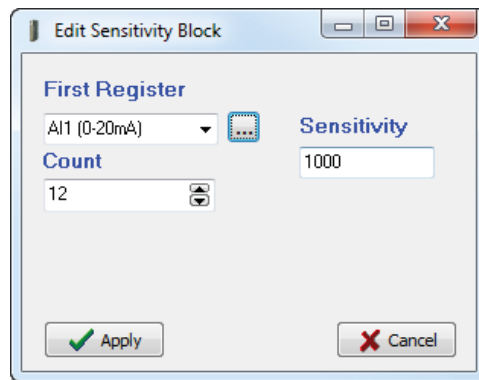 Edit Sensitivity Block
First Register
AI1 (0-20mA)
...
Sensitivity
Count
1000
12
Apply
Cancel